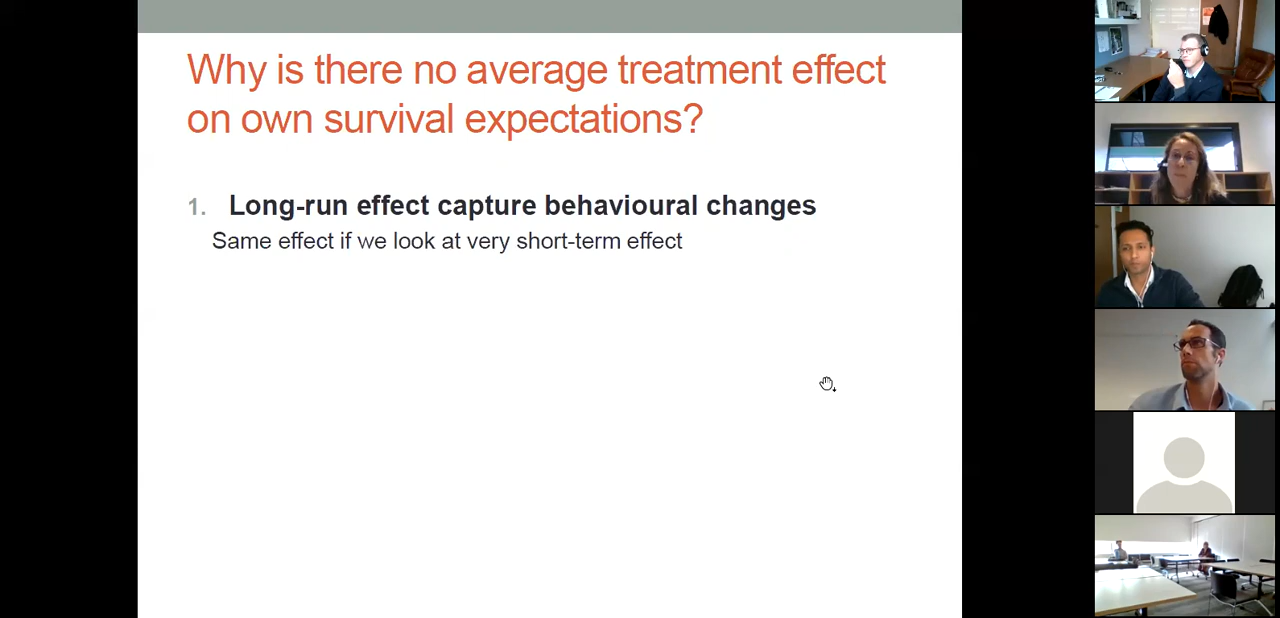 Why is there no average treatment effect
on own survival expectations?
1. Long-run effect capture behavioural changes
Same effect if we look at very short-term effect